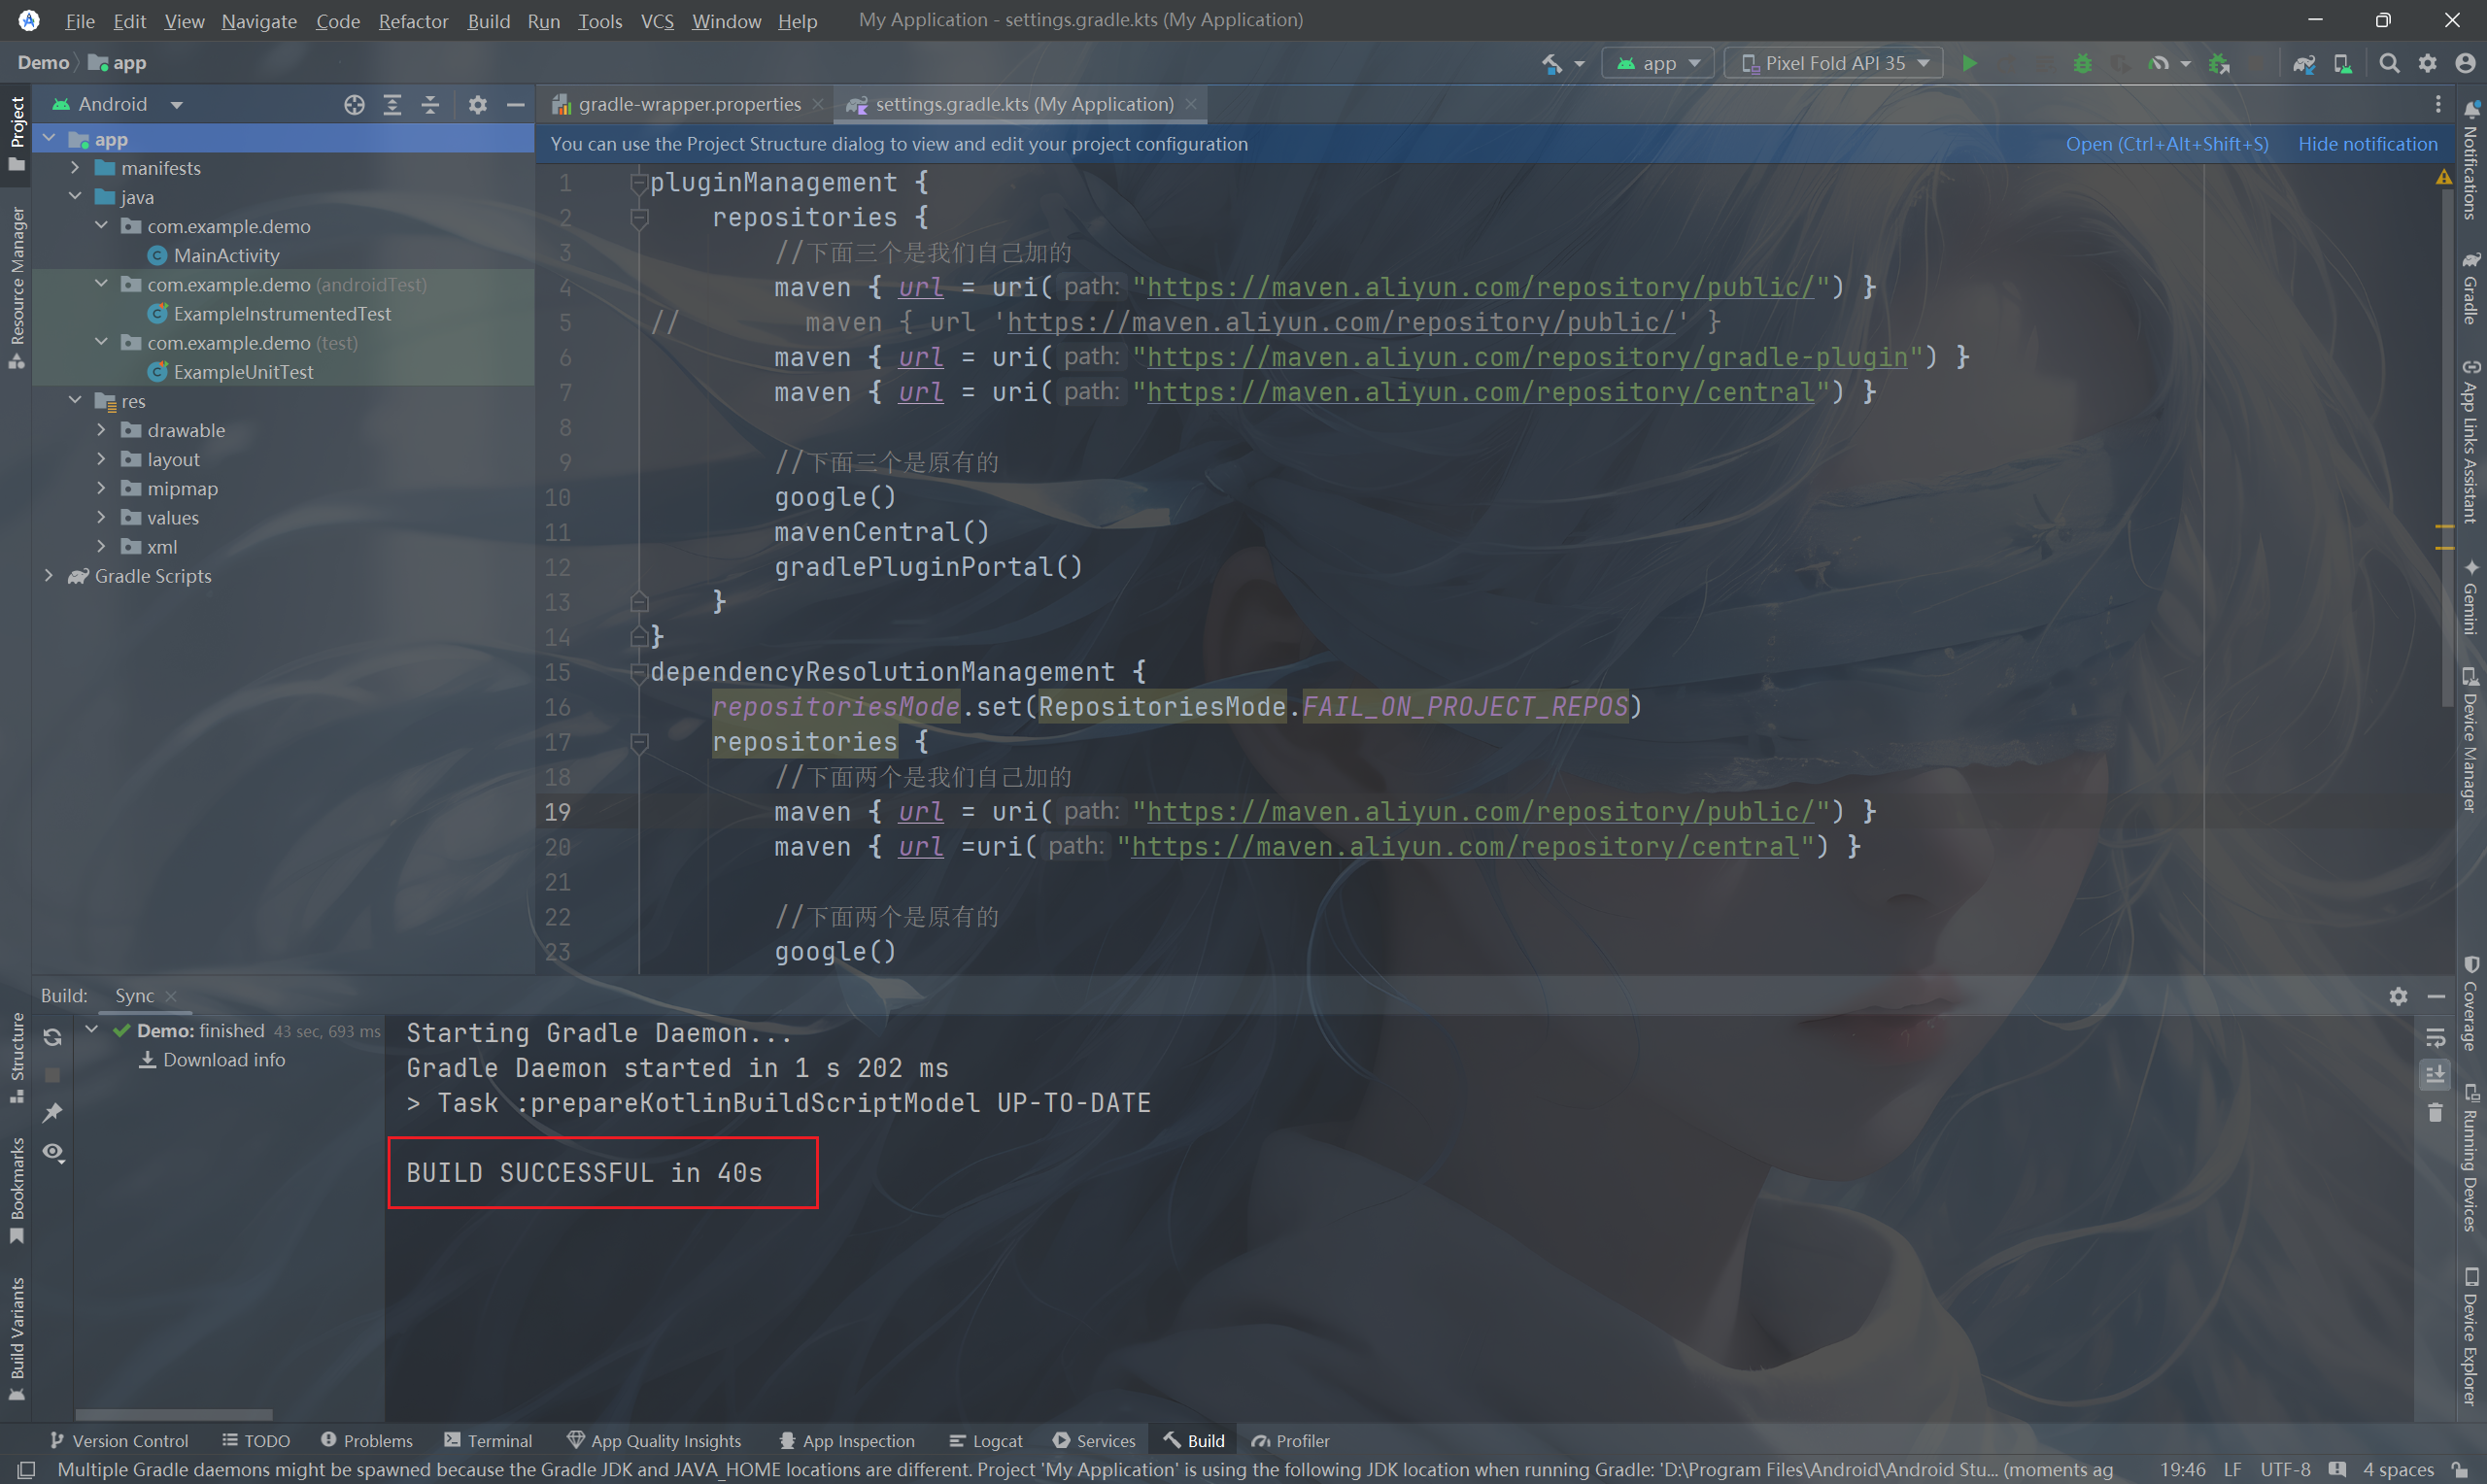 File Edit View Navigate Code Refactor Build Run Tools VCS Window Help My Application - settings.gradle.kts (My Application)
Demo app app Pixel Fold API 35
Project
Resource Manager
Structure
Bookmarks
Build Variants
Android
app
manifests
java
com.example.demo
MainActivity
com.example.demo (androidTest)
ExampleInstrumentedTest
com.example.demo (test)
ExampleUnitTest
res
drawable
layout
mipmap
values
xml
Gradle Scripts
gradle-wrapper.properties settings.gradle.kts (My Application)
You can use the Project Structure dialog to view and edit your project configuration Open (Ctrl+Alt+Shift+S) Hide notification
1 pluginManagement {
2 repositories {
3 //下面三个是我们自己加的
4 maven { url = uri( path: "https://maven.aliyun.com/repository/public/") }
5 // maven { url 'https://maven.aliyun.com/repository/public/' }
6 maven { url = uri( path: "https://maven.aliyun.com/repository/gradle-plugin") }
7 maven { url = uri( path: "https://maven.aliyun.com/repository/central") }
8
9 //下面三个是原有的
10 google()
11 mavenCentral()
12 gradlePluginPortal()
13 }
14 }
15 dependencyResolutionManagement {
16 repositoriesMode.set(RepositoriesMode.FAIL_ON_PROJECT_REPOS)
17 repositories {
18 //下面两个是我们自己加的
19 maven { url = uri( path: "https://maven.aliyun.com/repository/public/") }
20 maven { url =uri( path: "https://maven.aliyun.com/repository/central") }
21
22 //下面两个是原有的
23 google()
Notifications
Gradle
App Links Assistant
Gemini
Device Manager
Coverage
Running Devices
Device Explorer
Build: Sync
Demo: finished 43 sec, 693 ms
Download info
Starting Gradle Daemon...
Gradle Daemon started in 1 s 202 ms
> Task :prepareKotlinBuildScriptModel UP-TO-DATE
BUILD SUCCESSFUL in 40s
Version Control TODO Problems Terminal App Quality Insights App Inspection Logcat Services Build Profiler
Multiple Gradle daemons might be spawned because the Gradle JDK and JAVA_HOME locations are different. Project 'My Application' is using the following JDK location when running Gradle: 'D:\Program Files\Android\Android Stu... (moments ag 19:46 LF UTF-8 4 spaces